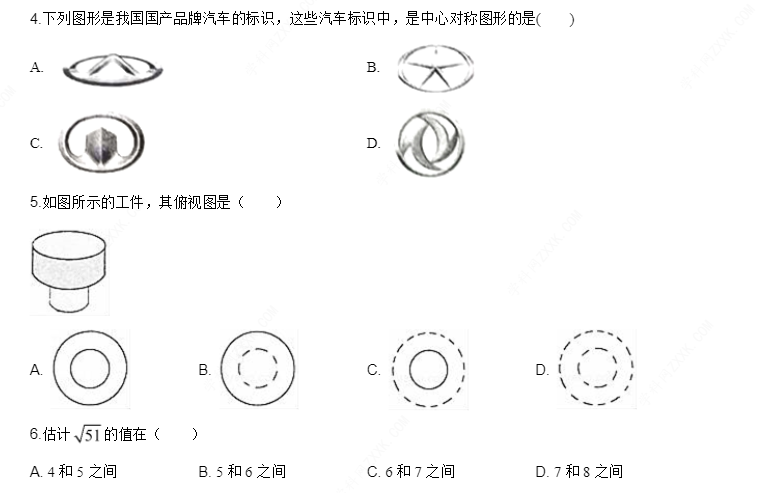 4.下列图形是我国国产品牌汽车的标识，这些汽车标识中，是中心对称图形的是(  )
A. B.
C. D.
5.如图所示的工件，其俯视图是（  ）
A. B. C. D.
6.估计√51的值在（  ）
A. 4和5之间 B. 5和6之间 C. 6和7之间 D. 7和8之间